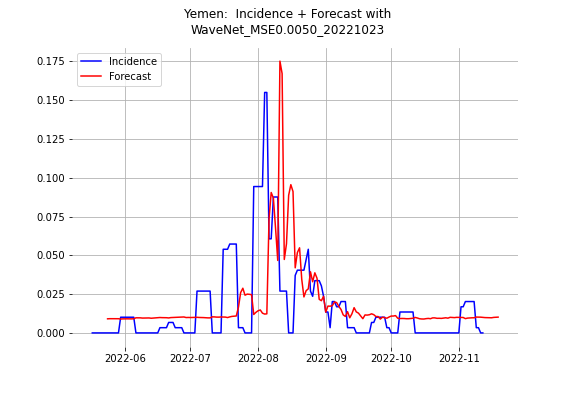 Yemen:  Incidence + Forecast with
WaveNet_MSE0.0050_20221023
Incidence
Forecast
0.175
0.150
0.125
0.100
0.075
0.050
0.025
0.000
2022-06 2022-07 2022-08 2022-09 2022-10 2022-11